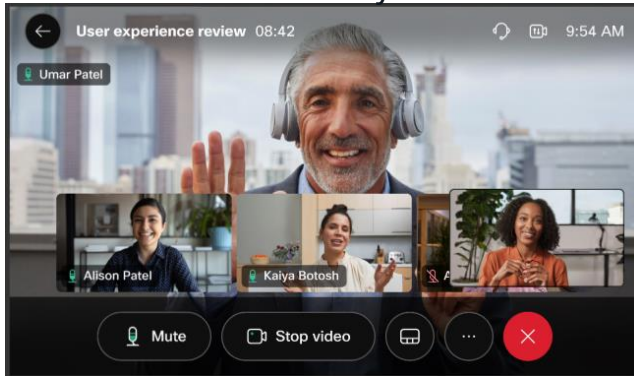 User experience review 08:42
9:54 AM
Umar Patel
Alison Patel
Kaiya Botosh
Mute
Stop video